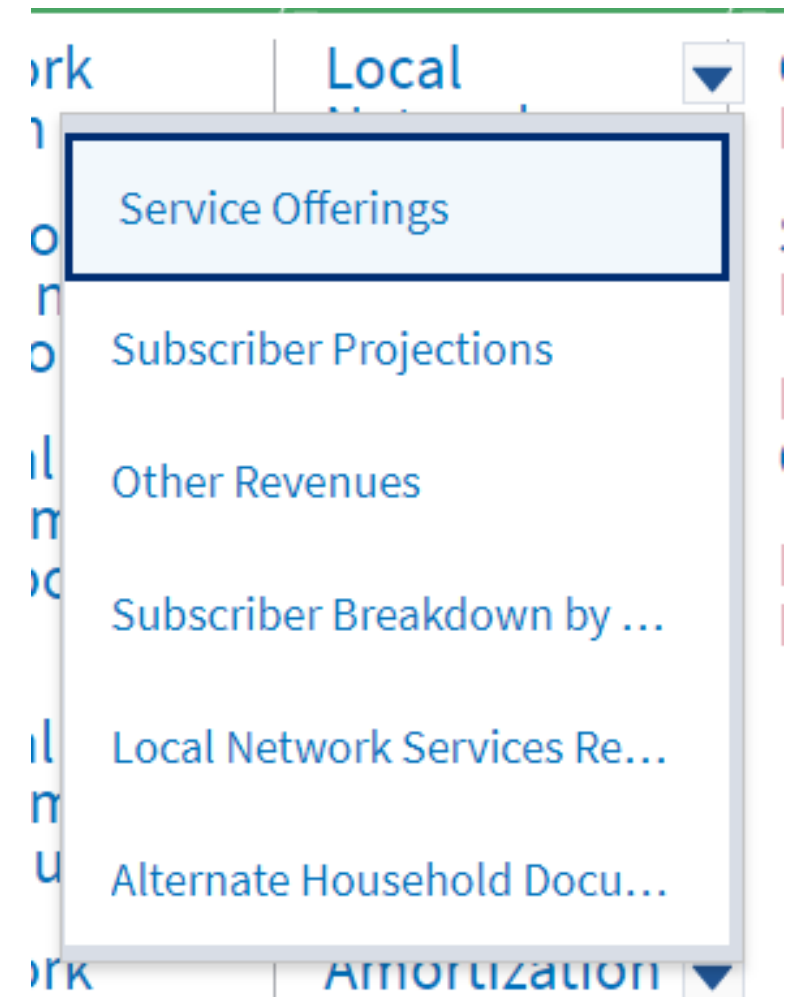 Local
Service Offerings
Subscriber Projections
Other Revenues
Subscriber Breakdown by ...
Local Network Services Re...
Alternate Household Docu...
Amortization